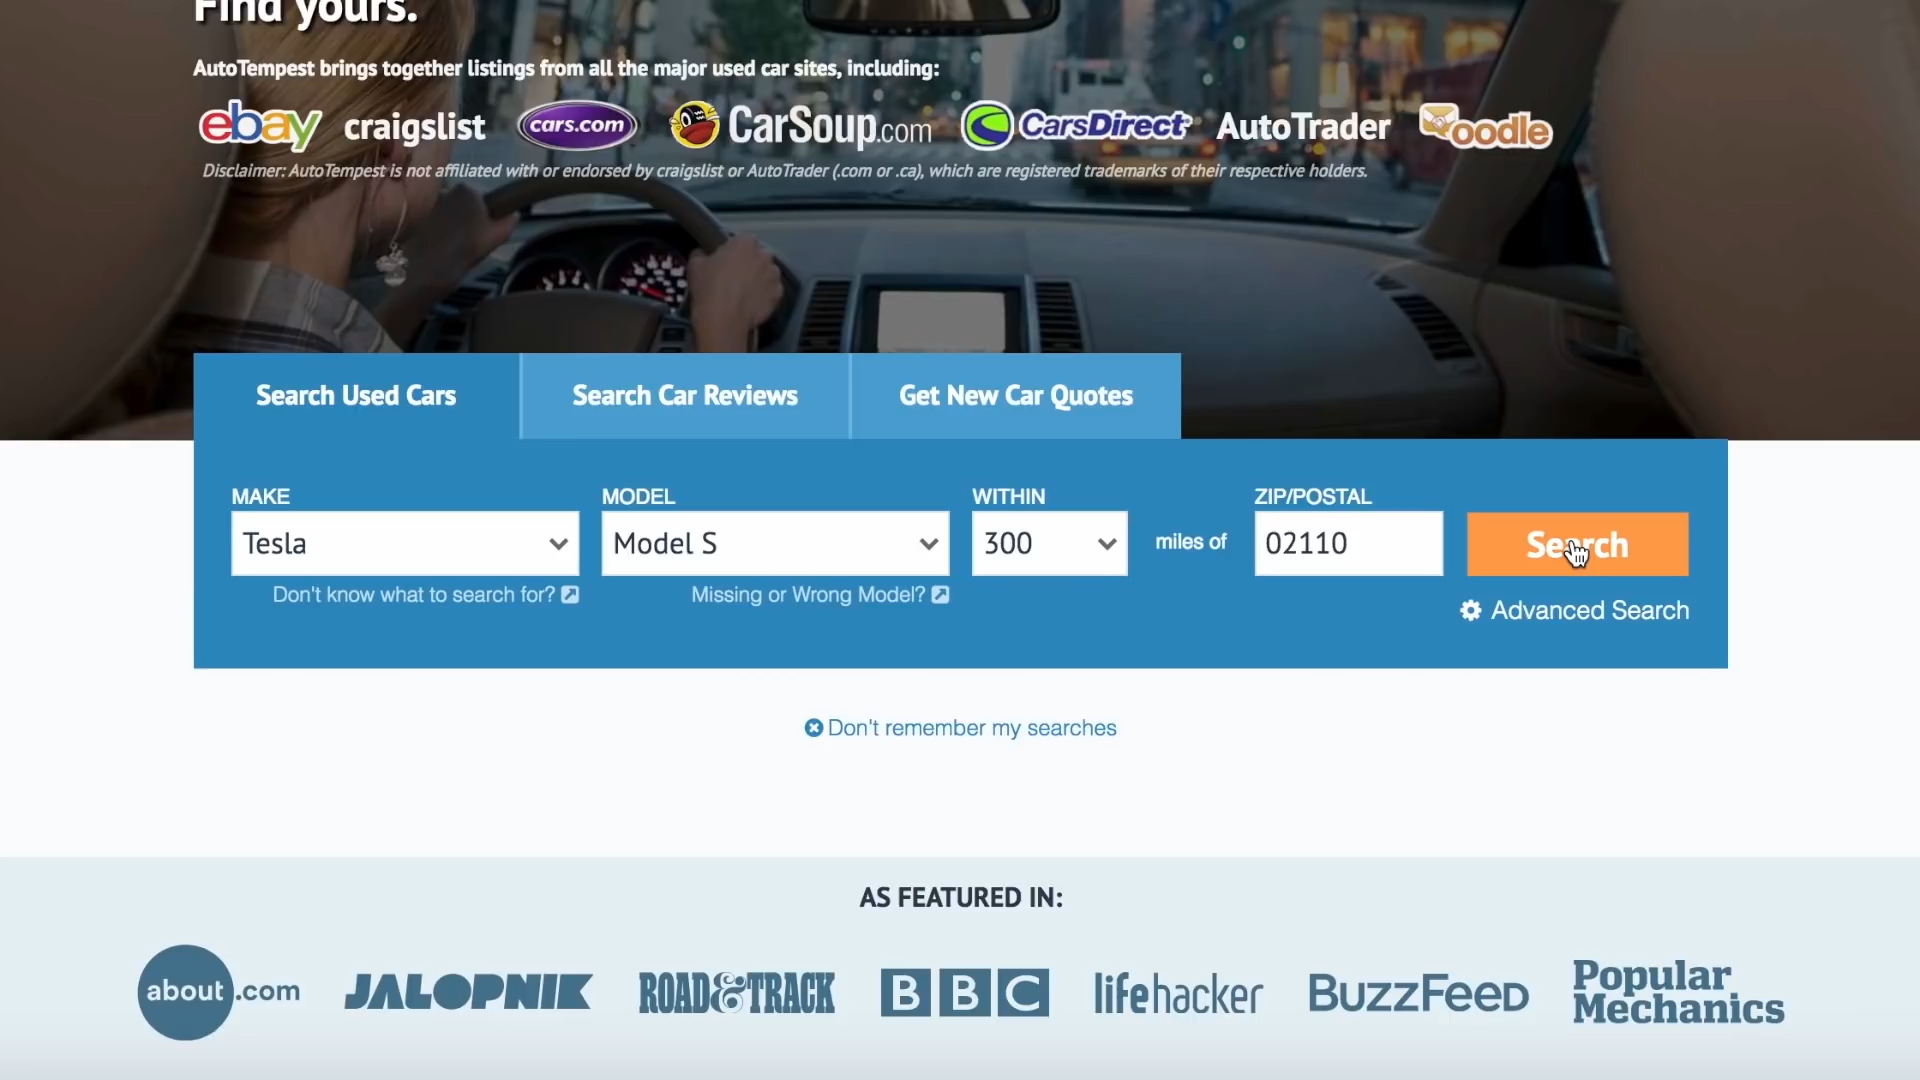 Find yours.
AutoTempest brings together listings from all the major used car sites, including:
ebay craigslist cars.com CarSoup.com CarsDirect AutoTrader Oodle
Disclaimer: AutoTempest is not affiliated with or endorsed by craigslist or AutoTrader (.com or .ca), which are registered trademarks of their respective holders.
Search Used Cars Search Car Reviews Get New Car Quotes
MAKE MODEL WITHIN ZIP/POSTAL
Tesla Model S 300 miles of 02110 Search
Don't know what to search for? Missing or Wrong Model?
Advanced Search
Don't remember my searches
AS FEATURED IN:
about.com JALOPNIK ROAD&TRACK BBC lifehacker BuzzFeeD Popular Mechanics